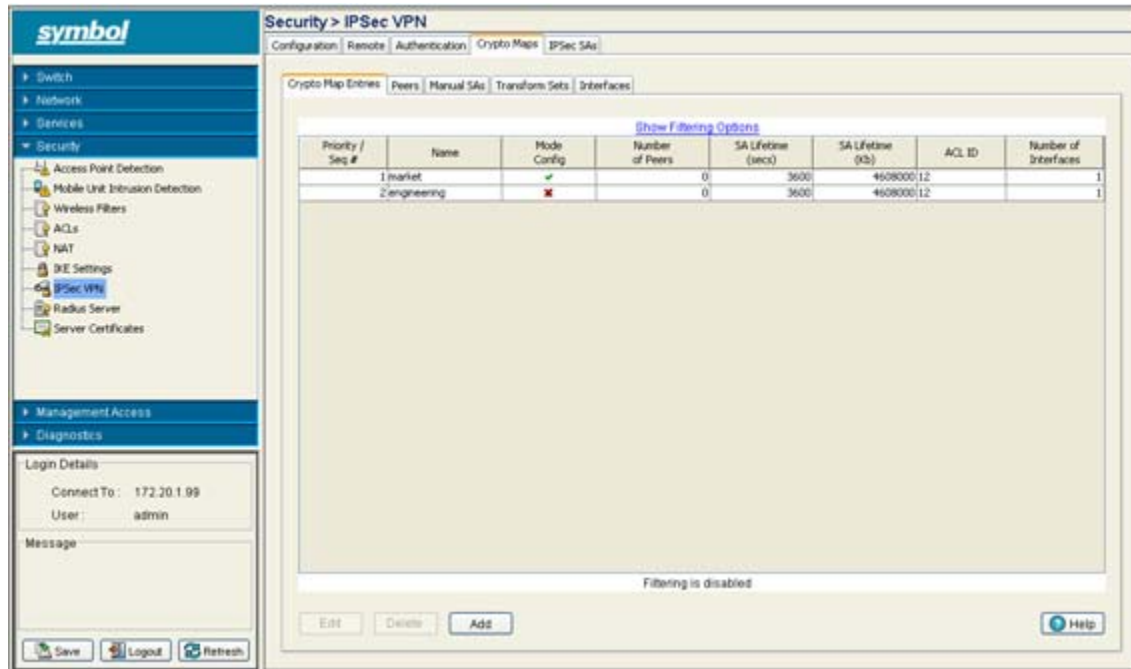 symbol
Security > IPSec VPN
Configuration Remote Authentication Crypto Maps IPSec SAs
Switch
Network
Services
Security
Access Point Detection
Mobile Unit Intrusion Detection
Wireless Filters
ACLs
NAT
IKE Settings
IPSec VPN
Radius Server
Server Certificates
Management Access
Diagnostics
Login Details
Connect To : 172.20.1.99
User : admin
Message
Save Logout Refresh
Crypto Map Entries Peers Manual SAs Transform Sets Interfaces
Show Filtering Options
Priority / Seq # Name Mode Config Number of Peers SA Lifetime (secs) SA Lifetime (Kb) ACL ID Number of Interfaces
1 market 0 3600 4608000 12 1
2 engineering 0 3600 4608000 12 1
Filtering is disabled
Edit Delete Add Help